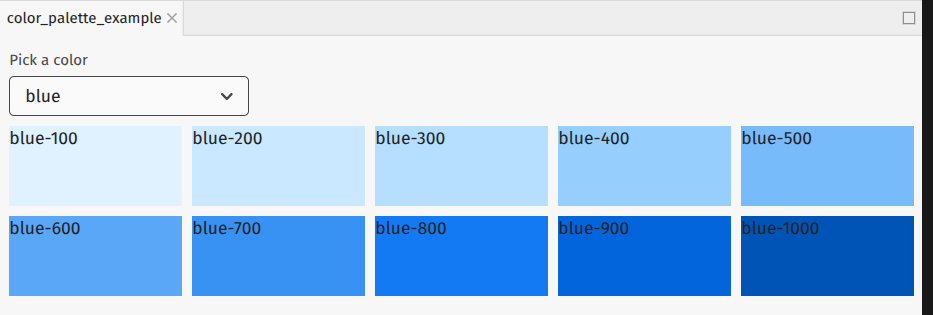 color_palette_example
Pick a color
blue
blue-100 blue-200 blue-300 blue-400 blue-500
blue-600 blue-700 blue-800 blue-900 blue-1000